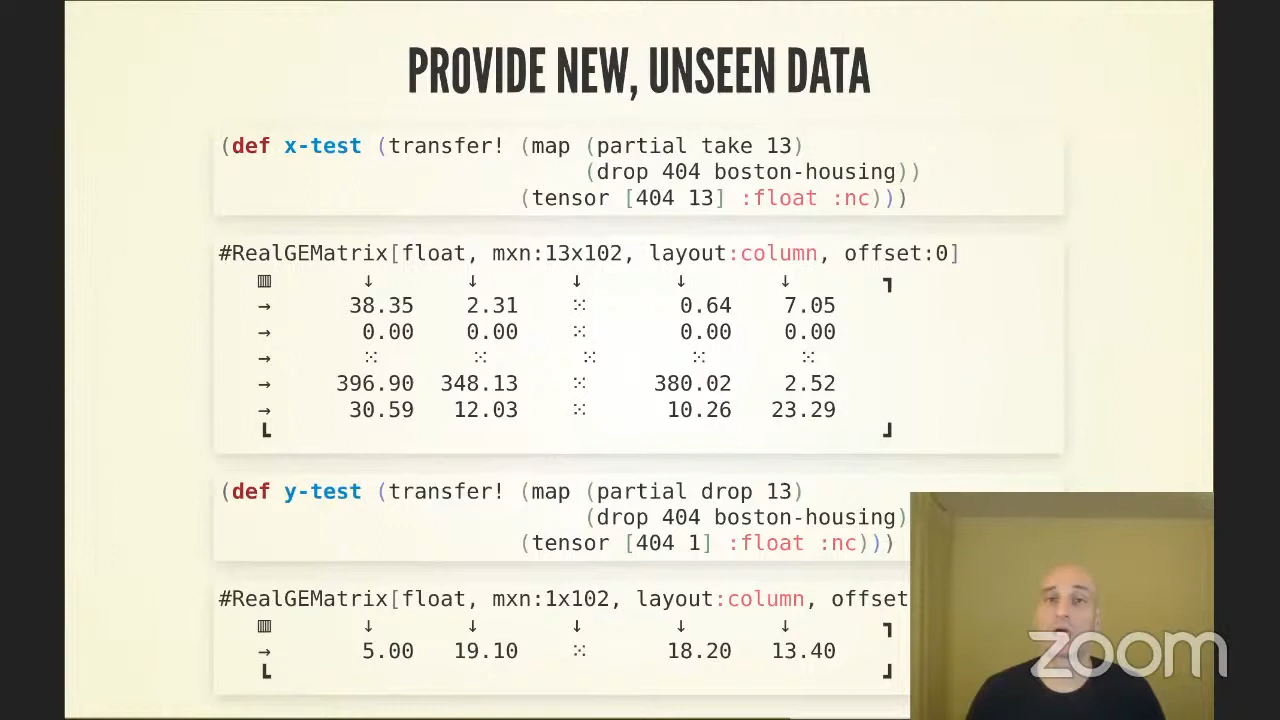 PROVIDE NEW, UNSEEN DATA
(def x-test (transfer! (map (partial take 13)
(drop 404 boston-housing))
(tensor [404 13] :float :nc)))
#RealGEMatrix[float, mxn:13x102, layout:column, offset:0]
▥ ↓ ↓ ↓ ↓ ↓ ┓
→ 38.35 2.31 ⁙ 0.64 7.05
→ 0.00 0.00 ⁙ 0.00 0.00
→ ⁙ ⁙ ⁙ ⁙ ⁙
→ 396.90 348.13 ⁙ 380.02 2.52
→ 30.59 12.03 ⁙ 10.26 23.29
┗ ┛
(def y-test (transfer! (map (partial drop 13)
(drop 404 boston-housing)
(tensor [404 1] :float :nc)))
#RealGEMatrix[float, mxn:1x102, layout:column, offset
▥ ↓ ↓ ↓ ↓ ↓ ┓
→ 5.00 19.10 ⁙ 18.20 13.40
┗ ┛
zoom